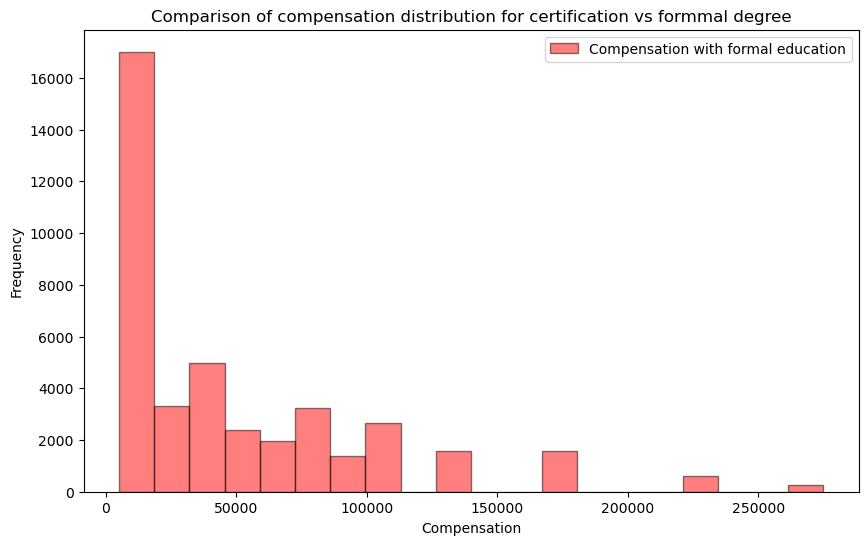 Comparison of compensation distribution for certification vs formmal degree
Compensation with formal education
16000
14000
12000
10000
8000
6000
4000
2000
0
Frequency
0 50000 100000 150000 200000 250000
Compensation